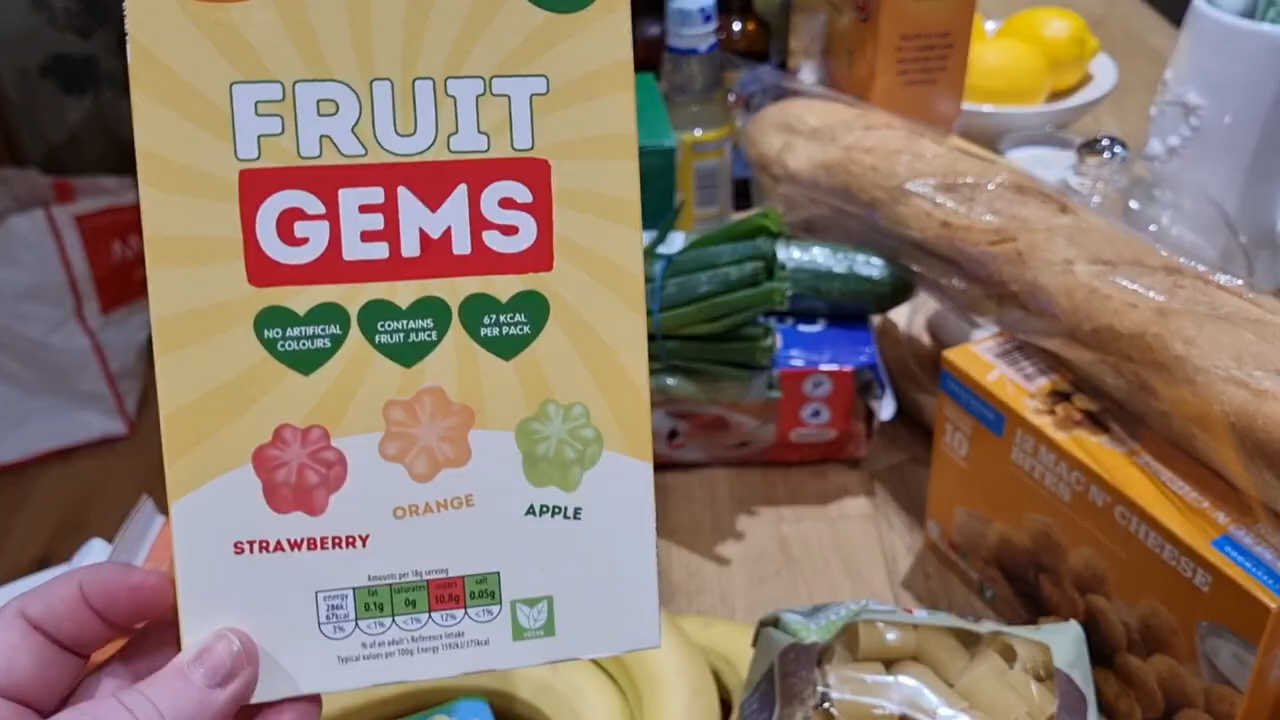 FRUIT
GEMS
NO ARTIFICIAL
COLOURS
CONTAINS
FRUIT JUICE
67 KCAL
PER PACK
STRAWBERRY
ORANGE
APPLE
Amounts per 18g serving
energy
286kJ
67kcal
3%
fat
0.1g
<1%
saturates
0g
<1%
sugars
10.8g
12%
salt
0.05g
<1%
% of an adult's Reference Intake
Typical values per 100g: Energy 1592kJ/375kcal
VEGAN
10
12 MAC N' CHEESE
BITES